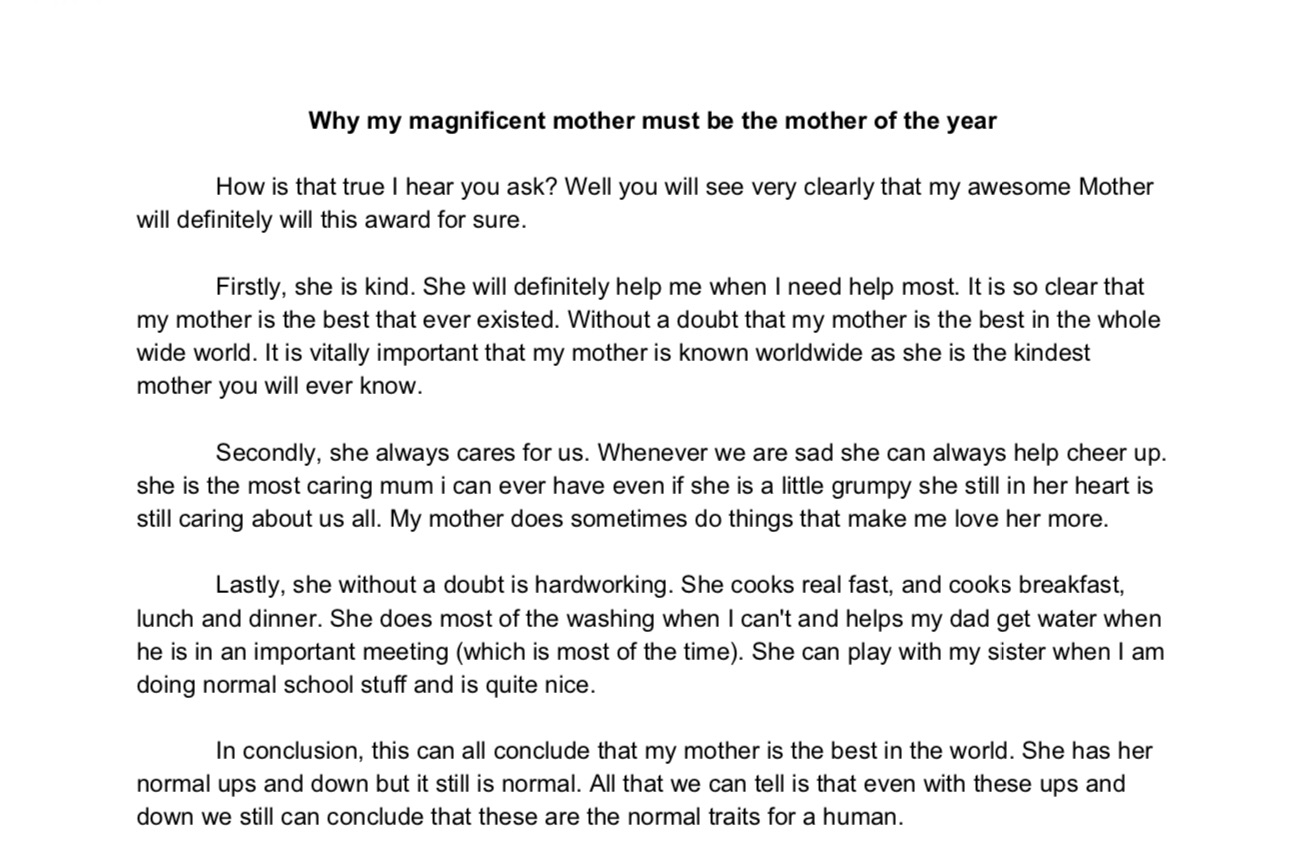 Why my magnificent mother must be the mother of the year
How is that true I hear you ask? Well you will see very clearly that my awesome Mother
will definitely will this award for sure.
Firstly, she is kind. She will definitely help me when I need help most. It is so clear that
my mother is the best that ever existed. Without a doubt that my mother is the best in the whole
wide world. It is vitally important that my mother is known worldwide as she is the kindest
mother you will ever know.
Secondly, she always cares for us. Whenever we are sad she can always help cheer up.
she is the most caring mum i can ever have even if she is a little grumpy she still in her heart is
still caring about us all. My mother does sometimes do things that make me love her more.
Lastly, she without a doubt is hardworking. She cooks real fast, and cooks breakfast,
lunch and dinner. She does most of the washing when I can't and helps my dad get water when
he is in an important meeting (which is most of the time). She can play with my sister when I am
doing normal school stuff and is quite nice.
In conclusion, this can all conclude that my mother is the best in the world. She has her
normal ups and down but it still is normal. All that we can tell is that even with these ups and
down we still can conclude that these are the normal traits for a human.